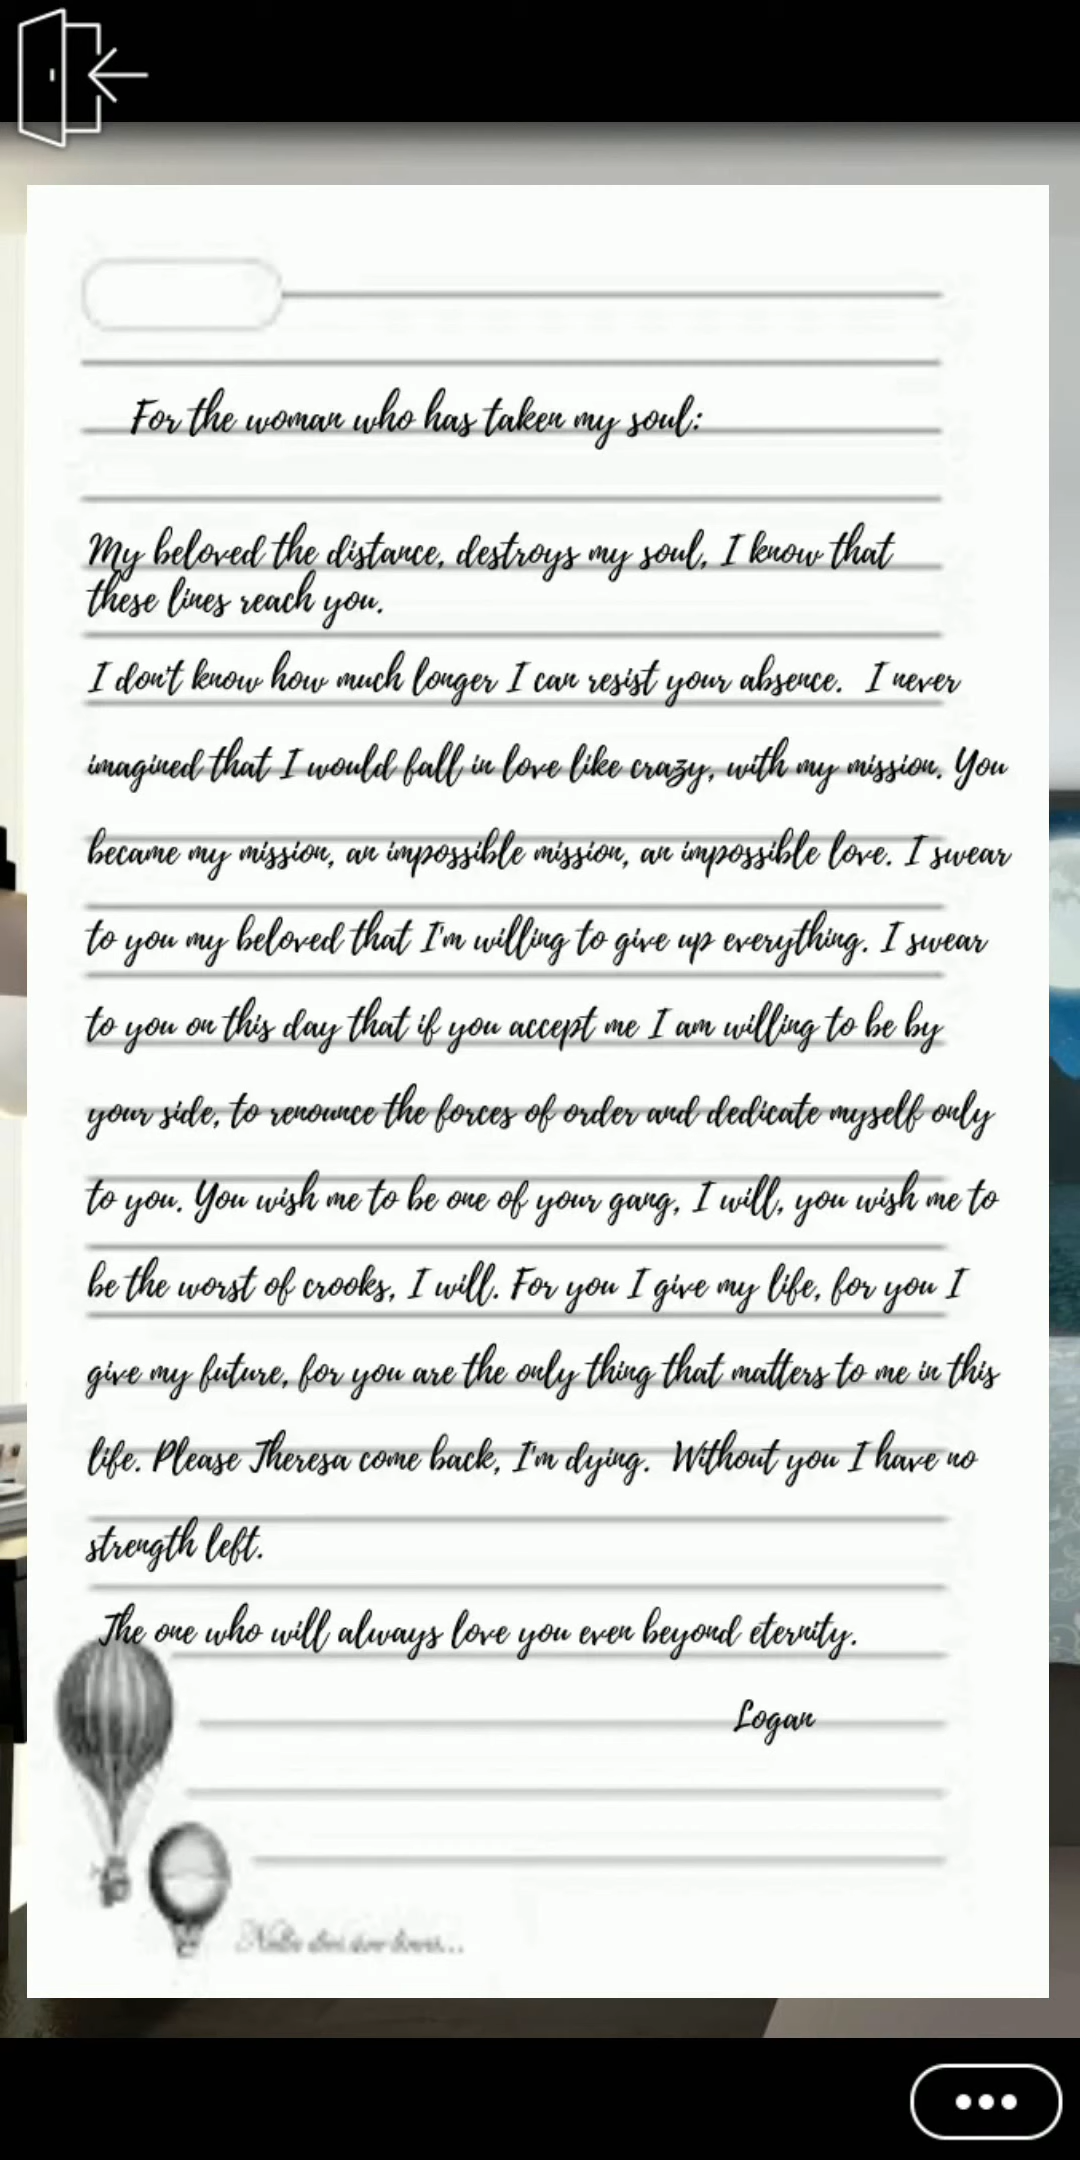 For the woman who has taken my soul:
My beloved the distance, destroys my soul, I know that
these lines reach you.
I don't know how much longer I can resist your absence. I never
imagined that I would fall in love like crazy, with my mission. You
became my mission, an impossible mission, an impossible love. I swear
to you my beloved that I'm willing to give up everything. I swear
to you on this day that if you accept me I am willing to be by
your side, to renounce the forces of order and dedicate myself only
to you. You wish me to be one of your gang, I will, you wish me to
be the worst of crooks, I will. For you I give my life, for you I
give my future, for you are the only thing that matters to me in this
life. Please Theresa come back, I'm dying. Without you I have no
strength left.
The one who will always love you even beyond eternity.
Logan